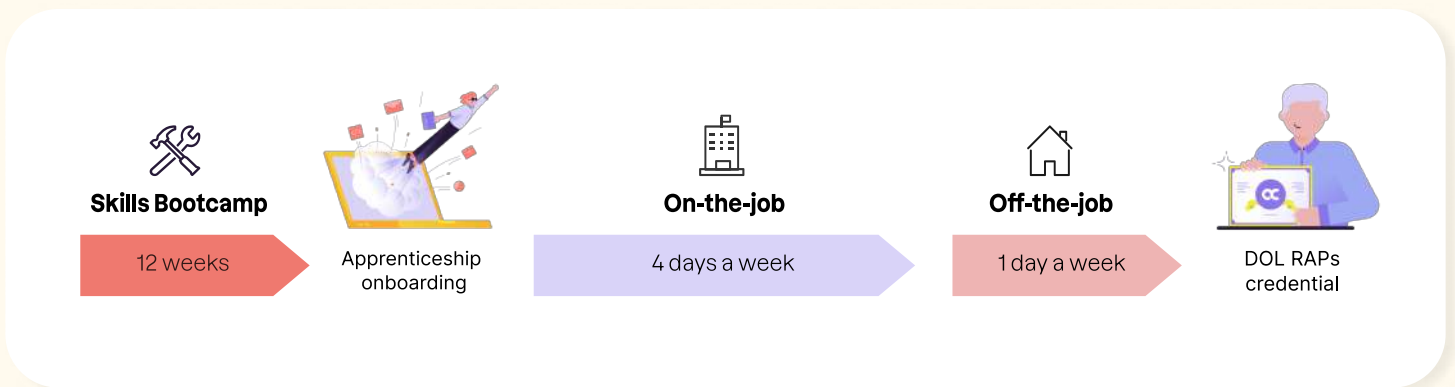 Skills Bootcamp
12 weeks
Apprenticeship
onboarding
On-the-job
4 days a week
Off-the-job
1 day a week
DOL RAPs
credential